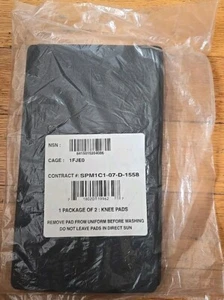 NSN :
CAGE : 1FJE8
CONTRACT #: SPM1C1-07-D-1558
1 PACKAGE OF 2 : KNEE PADS
REMOVE PAD FROM UNIFORM BEFORE WASHING
DO NOT LEAVE PADS IN DIRECT SUN